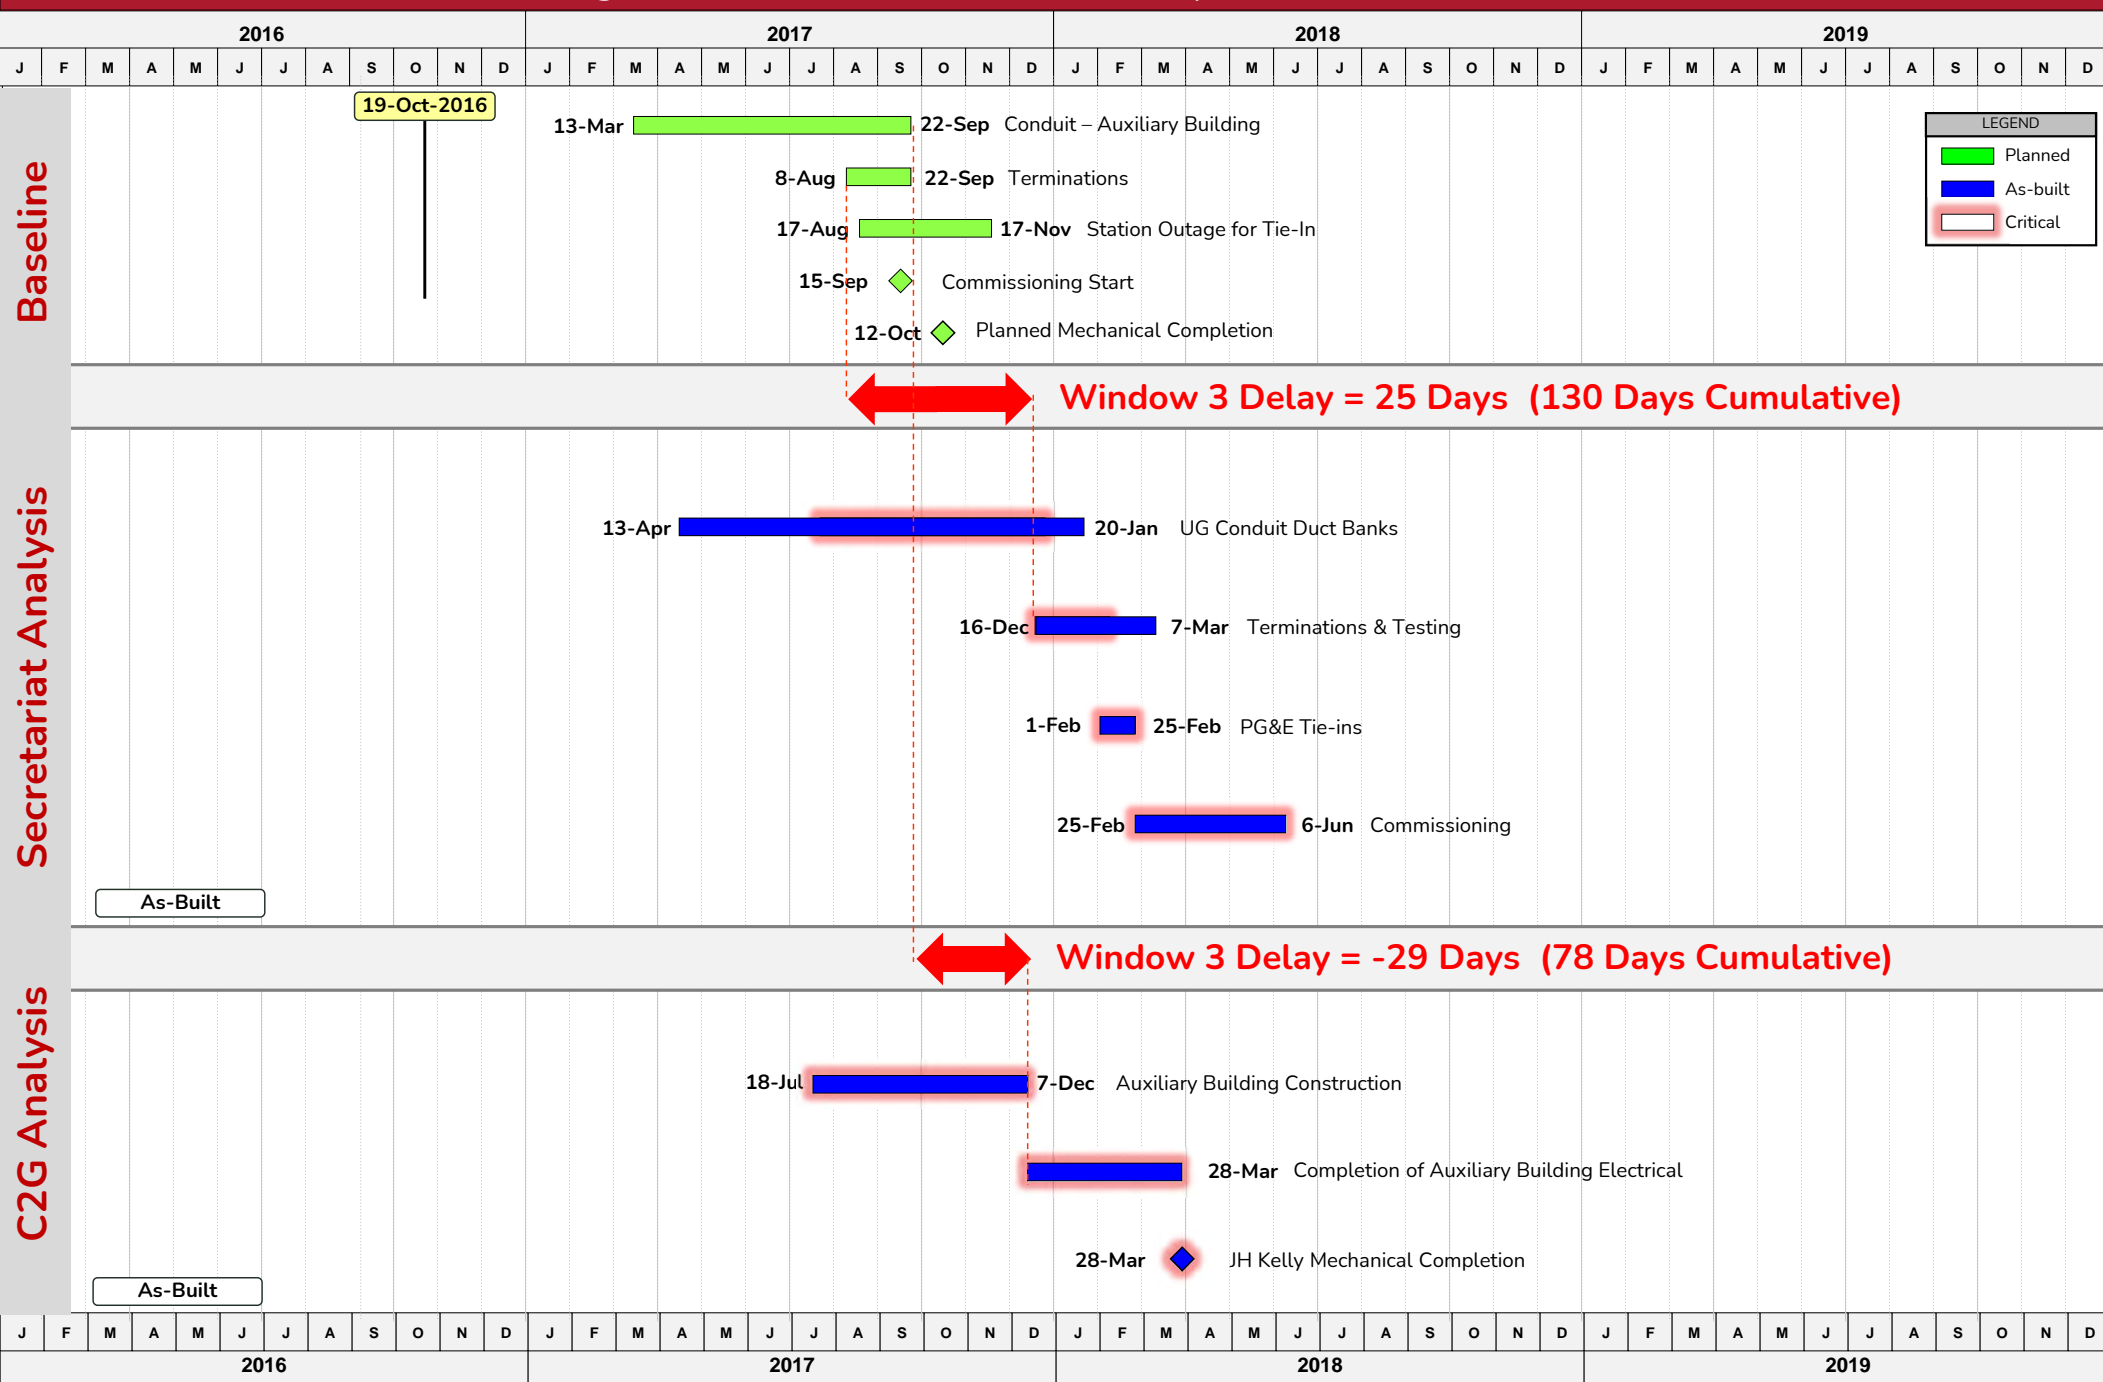 2016 2017 2018 2019
J F M A M J J A S O N D J F M A M J J A S O N D J F M A M J J A S O N D J F M A M J J A S O N D
19-Oct-2016
Baseline
13-Mar 22-Sep Conduit – Auxiliary Building
8-Aug 22-Sep Terminations
17-Aug 17-Nov Station Outage for Tie-In
15-Sep Commissioning Start
12-Oct Planned Mechanical Completion
LEGEND
Planned
As-built
Critical
Window 3 Delay = 25 Days (130 Days Cumulative)
Secretariat Analysis
13-Apr 20-Jan UG Conduit Duct Banks
16-Dec 7-Mar Terminations & Testing
1-Feb 25-Feb PG&E Tie-ins
25-Feb 6-Jun Commissioning
As-Built
Window 3 Delay = -29 Days (78 Days Cumulative)
C2G Analysis
18-Jul 7-Dec Auxiliary Building Construction
28-Mar Completion of Auxiliary Building Electrical
28-Mar JH Kelly Mechanical Completion
As-Built
J F M A M J J A S O N D J F M A M J J A S O N D J F M A M J J A S O N D J F M A M J J A S O N D
2016 2017 2018 2019